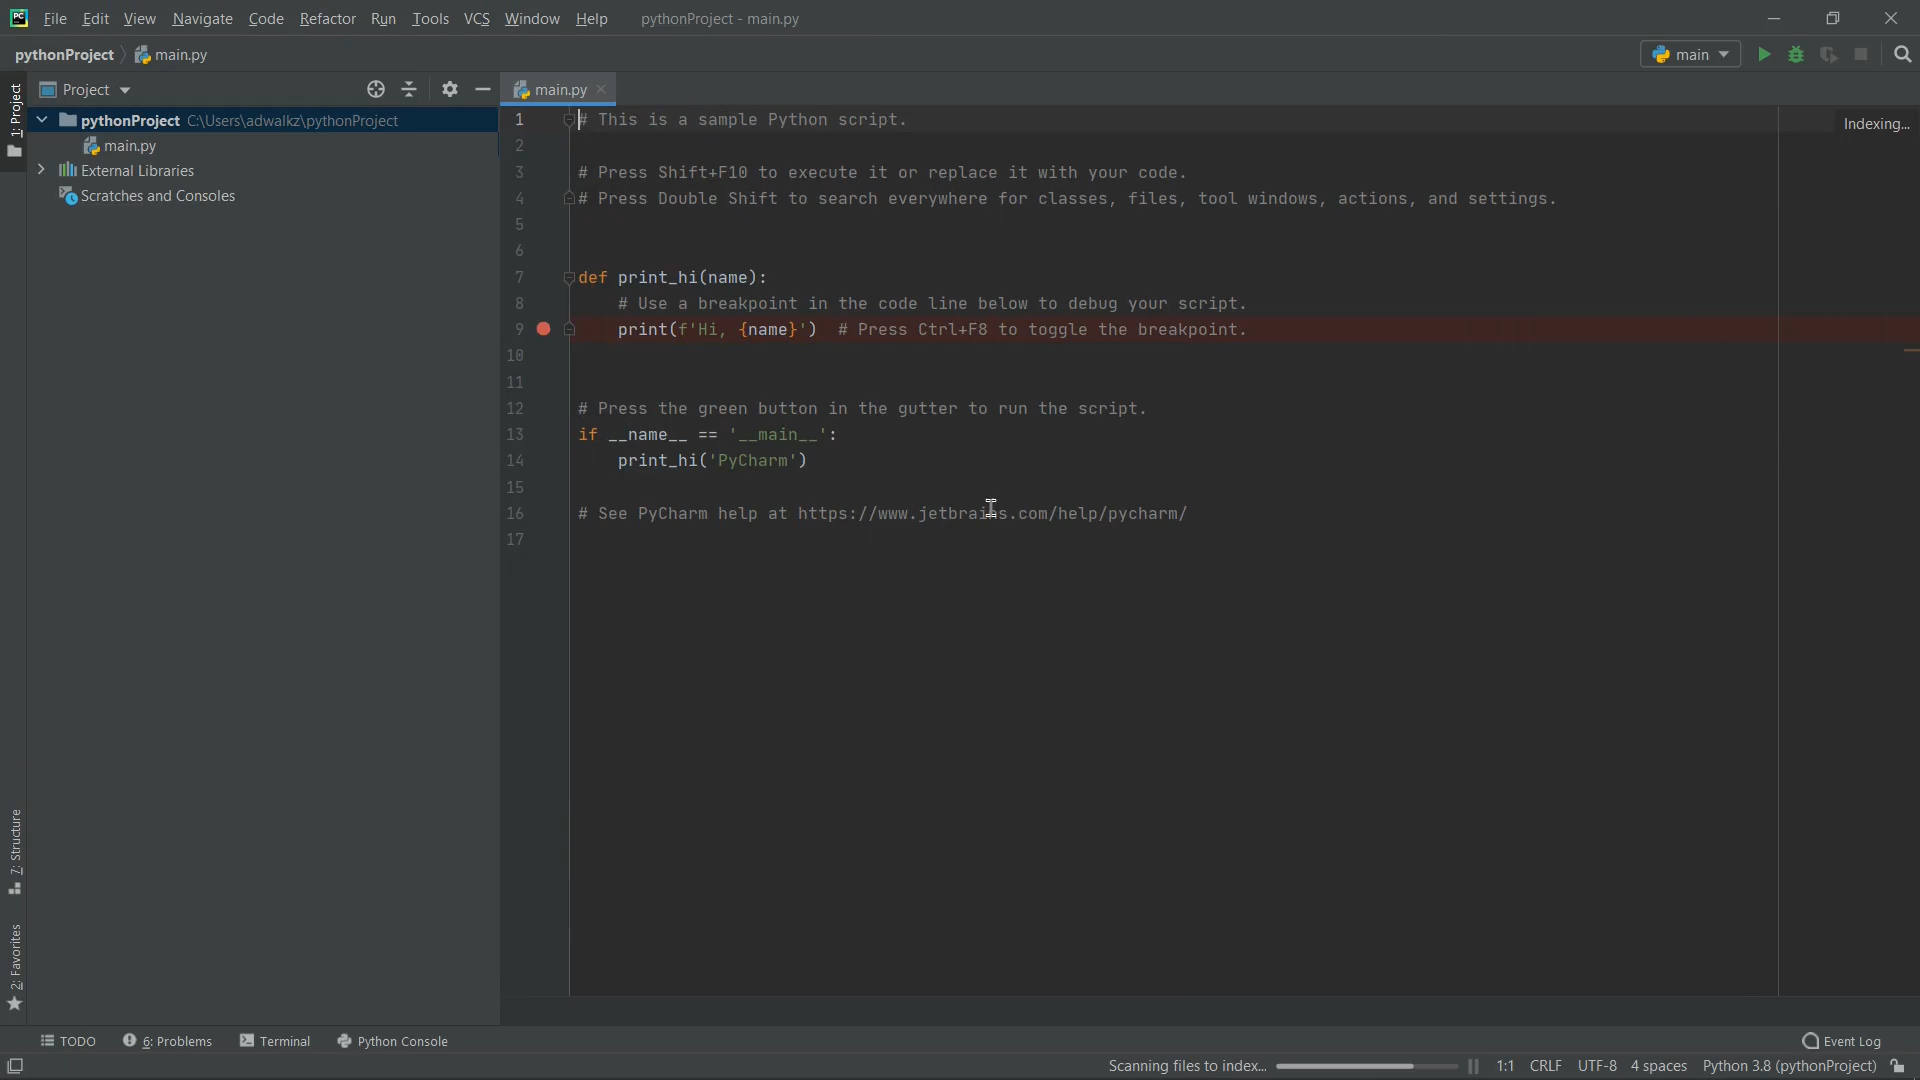 PC File Edit View Navigate Code Refactor Run Tools VCS Window Help pythonProject - main.py
pythonProject main.py main
1: Project Project main.py
pythonProject C:\Users\adwalkz\pythonProject
main.py
External Libraries
Scratches and Consoles
Indexing...
1 # This is a sample Python script.
2
3 # Press Shift+F10 to execute it or replace it with your code.
4 # Press Double Shift to search everywhere for classes, files, tool windows, actions, and settings.
5
6
7 def print_hi(name):
8 # Use a breakpoint in the code line below to debug your script.
9 print(f'Hi, {name}') # Press Ctrl+F8 to toggle the breakpoint.
10
11
12 # Press the green button in the gutter to run the script.
13 if __name__ == '__main__':
14 print_hi('PyCharm')
15
16 # See PyCharm help at https://www.jetbrains.com/help/pycharm/
17
7: Structure
2: Favorites
TODO 6: Problems Terminal Python Console Event Log
Scanning files to index... 1:1 CRLF UTF-8 4 spaces Python 3.8 (pythonProject)